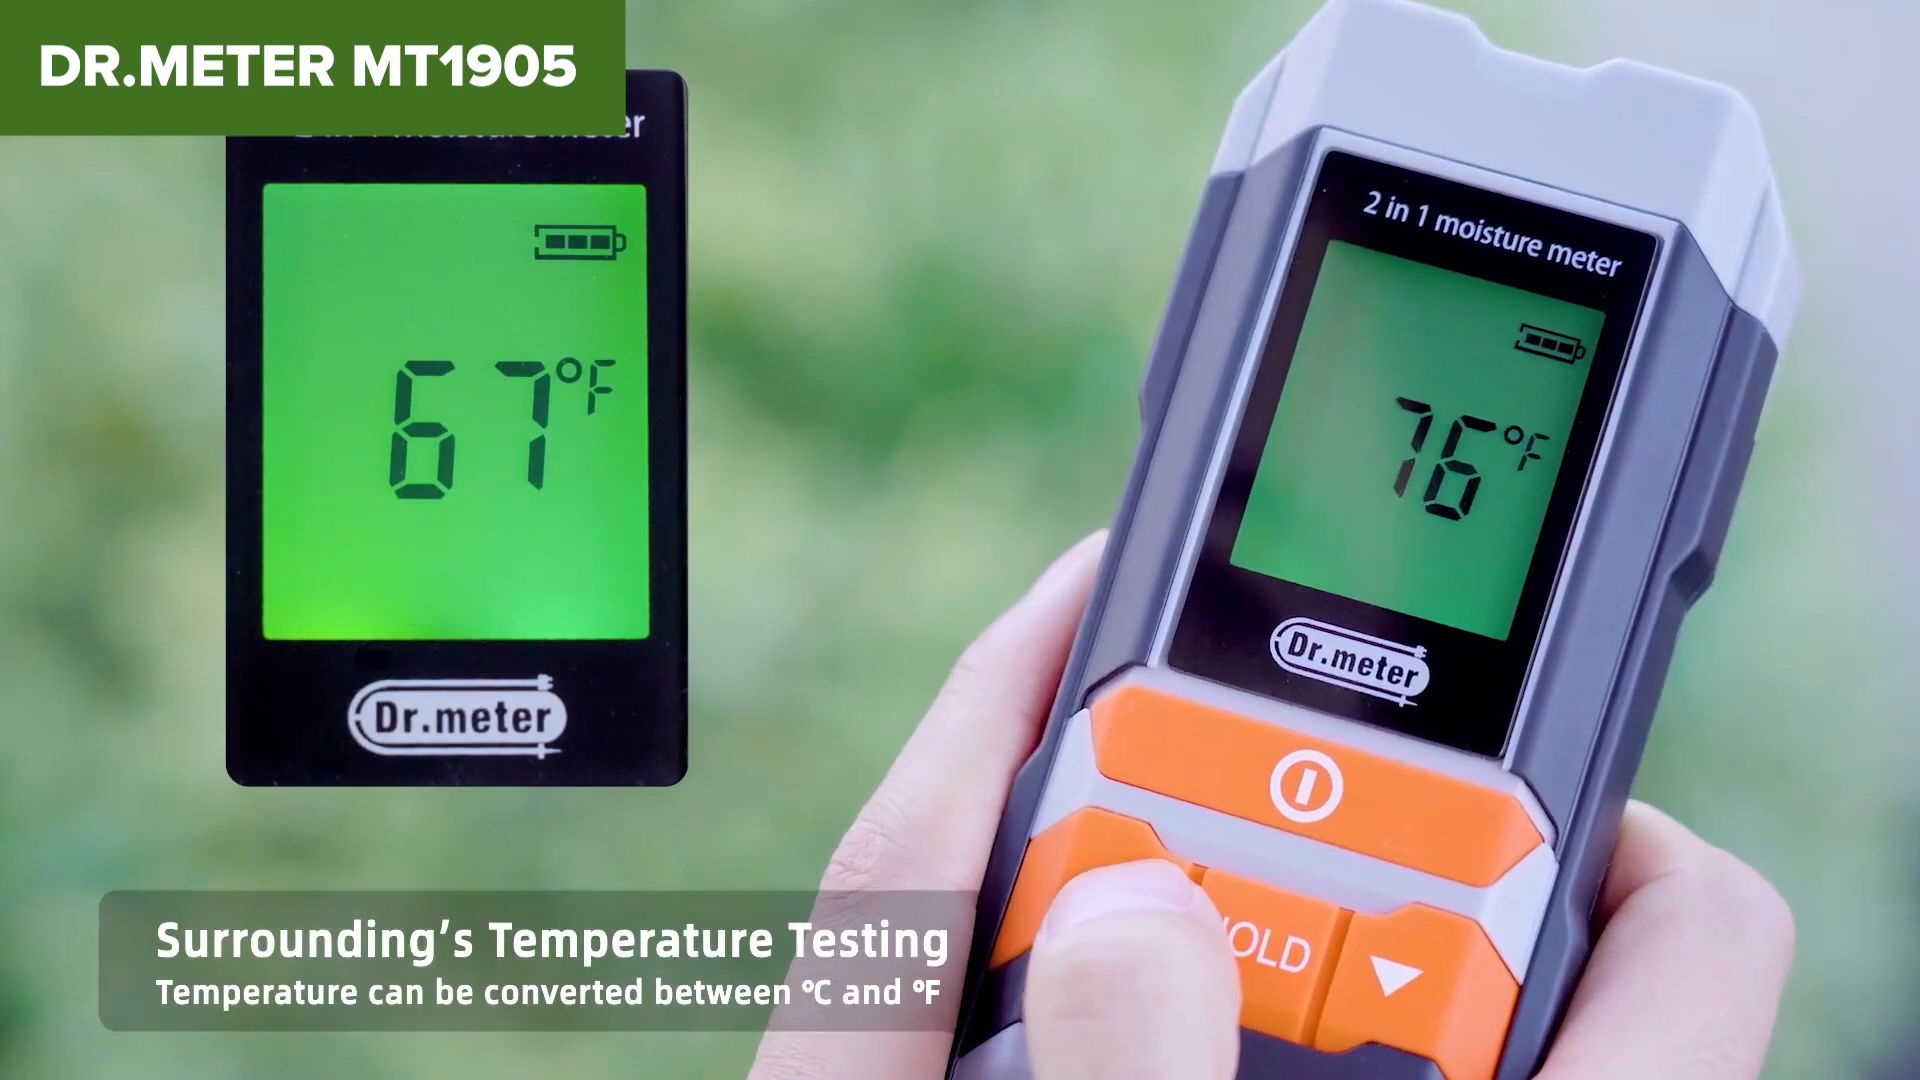 DR.METER MT1905
67°F
Dr.meter
2 in 1 moisture meter
76°F
Dr.meter
OLD
Surrounding's Temperature Testing
Temperature can be converted between °C and °F